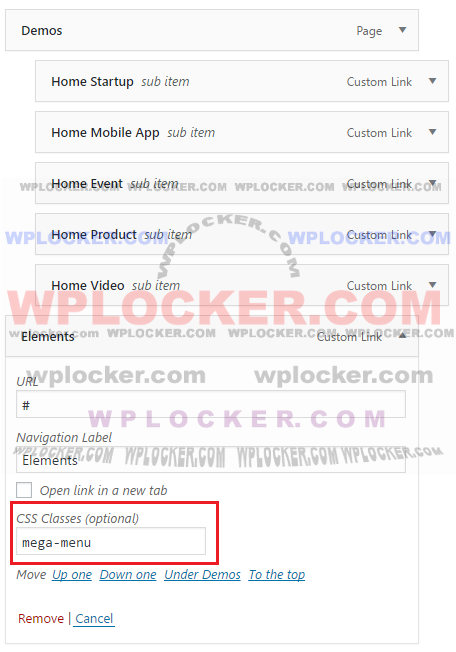 Demos Page
Home Startup sub item Custom Link
Home Mobile App sub item Custom Link
Home Event sub item Custom Link
WPLOCKER.COM WPLOCKER.COM WPLOCKER.COM WPLOCKER.COM
Home Product sub item Custom Link
WPLOCKER.COM WPLOCKER.COM WPLOCKER.COM
Home Video sub item Custom Link
WPLOCKER.COM
WPLOCKER.COM WPLOCKER.COM WPLOCKER.COM WPLOCKER.COM
Elements Custom Link
URL
wplocker.com wplocker.com
#
WPLOCKER.COM
Navigation Label
WPLOCKER.COM WPLOCKER.COM WPLOCKER.COM WPLOCKER.COM
Elements
Open link in a new tab
CSS Classes (optional)
mega-menu
Move Up one Down one Under Demos To the top
Remove | Cancel